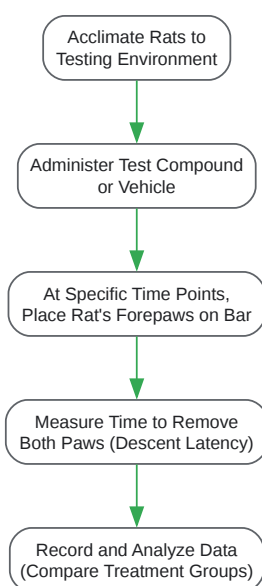 Acclimate Rats to
Testing Environment
Administer Test Compound
or Vehicle
At Specific Time Points,
Place Rat's Forepaws on Bar
Measure Time to Remove
Both Paws (Descent Latency)
Record and Analyze Data
(Compare Treatment Groups)